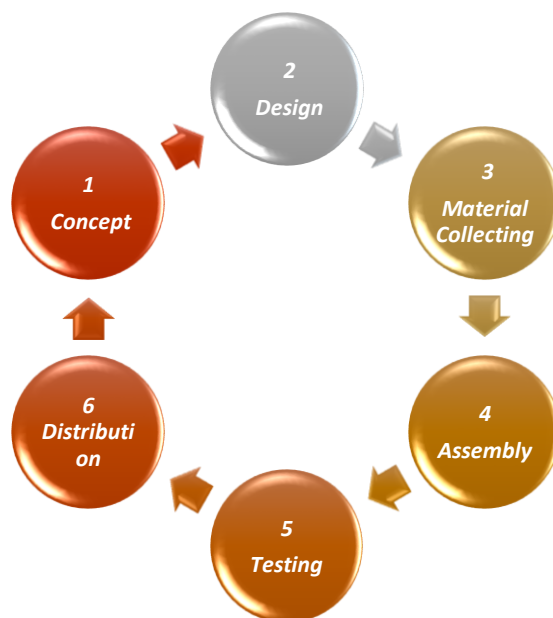 1
Concept
2
Design
3
Material
Collecting
4
Assembly
5
Testing
6
Distributi
on